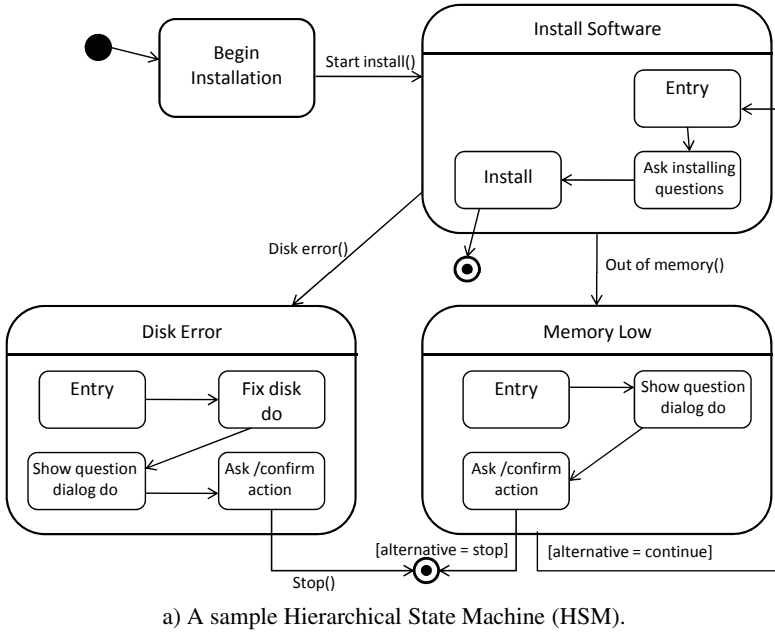 Begin
Installation
Start install()
Install Software
Entry
Ask installing
questions
Install
Disk error()
Out of memory()
Disk Error
Entry
Fix disk
do
Show question
dialog do
Ask /confirm
action
Memory Low
Entry
Show question
dialog do
Ask /confirm
action
[alternative = stop]
[alternative = continue]
Stop()
a) A sample Hierarchical State Machine (HSM).